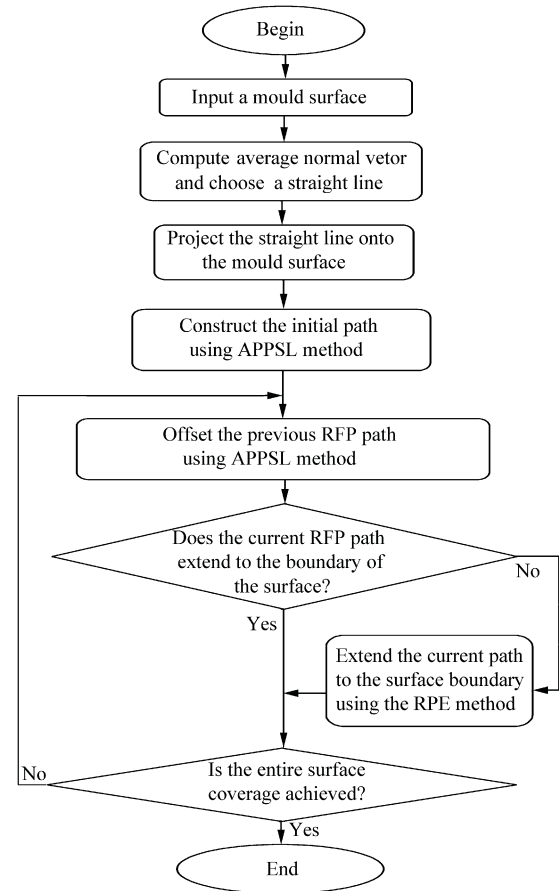 Begin
Input a mould surface
Compute average normal vetor
and choose a straight line
Project the straight line onto
the mould surface
Construct the initial path
using APPSL method
Offset the previous RFP path
using APPSL method
Does the current RFP path
extend to the boundary of
the surface?
No
Yes
Extend the current path
to the surface boundary
using the RPE method
No
Is the entire surface
coverage achieved?
Yes
End